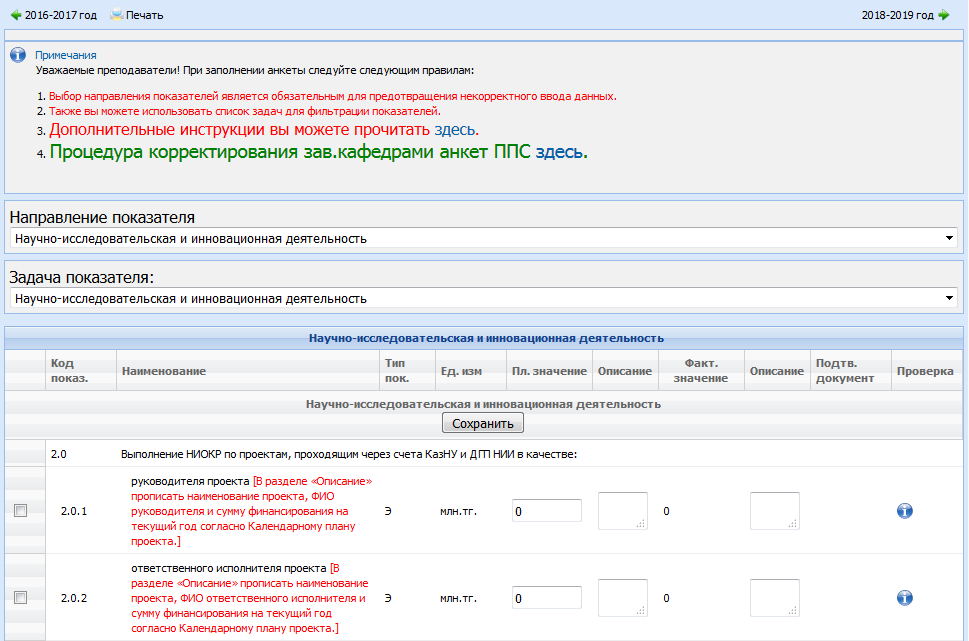 2016-2017 год Печать 2018-2019 год
Примечания
Уважаемые преподаватели! При заполнении анкеты следуйте следующим правилам:
1. Выбор направления показателей является обязательным для предотвращения некорректного ввода данных.
2. Также вы можете использовать список задач для фильтрации показателей.
3. Дополнительные инструкции вы можете прочитать здесь.
4. Процедура корректирования зав.кафедрами анкет ППС здесь.
Направление показателя
Научно-исследовательская и инновационная деятельность
Задача показателя:
Научно-исследовательская и инновационная деятельность
Научно-исследовательская и инновационная деятельность
Код показ. Наименование Тип пок. Ед. изм Пл. значение Описание Факт. значение Описание Подтв. документ Проверка
Научно-исследовательская и инновационная деятельность
Сохранить
2.0 Выполнение НИОКР по проектам, проходящим через счета КазНУ и ДГП НИИ в качестве:
руководителя проекта [В разделе «Описание»
прописать наименование проекта, ФИО
2.0.1 руководителя и сумму финансирования на Э млн.тг. 0 0
текущий год согласно Календарному плану
проекта.]
ответственного исполнителя проекта [В
разделе «Описание» прописать наименование
2.0.2 проекта, ФИО ответственного исполнителя и Э млн.тг. 0 0
сумму финансирования на текущий год
согласно Календарному плану проекта.]